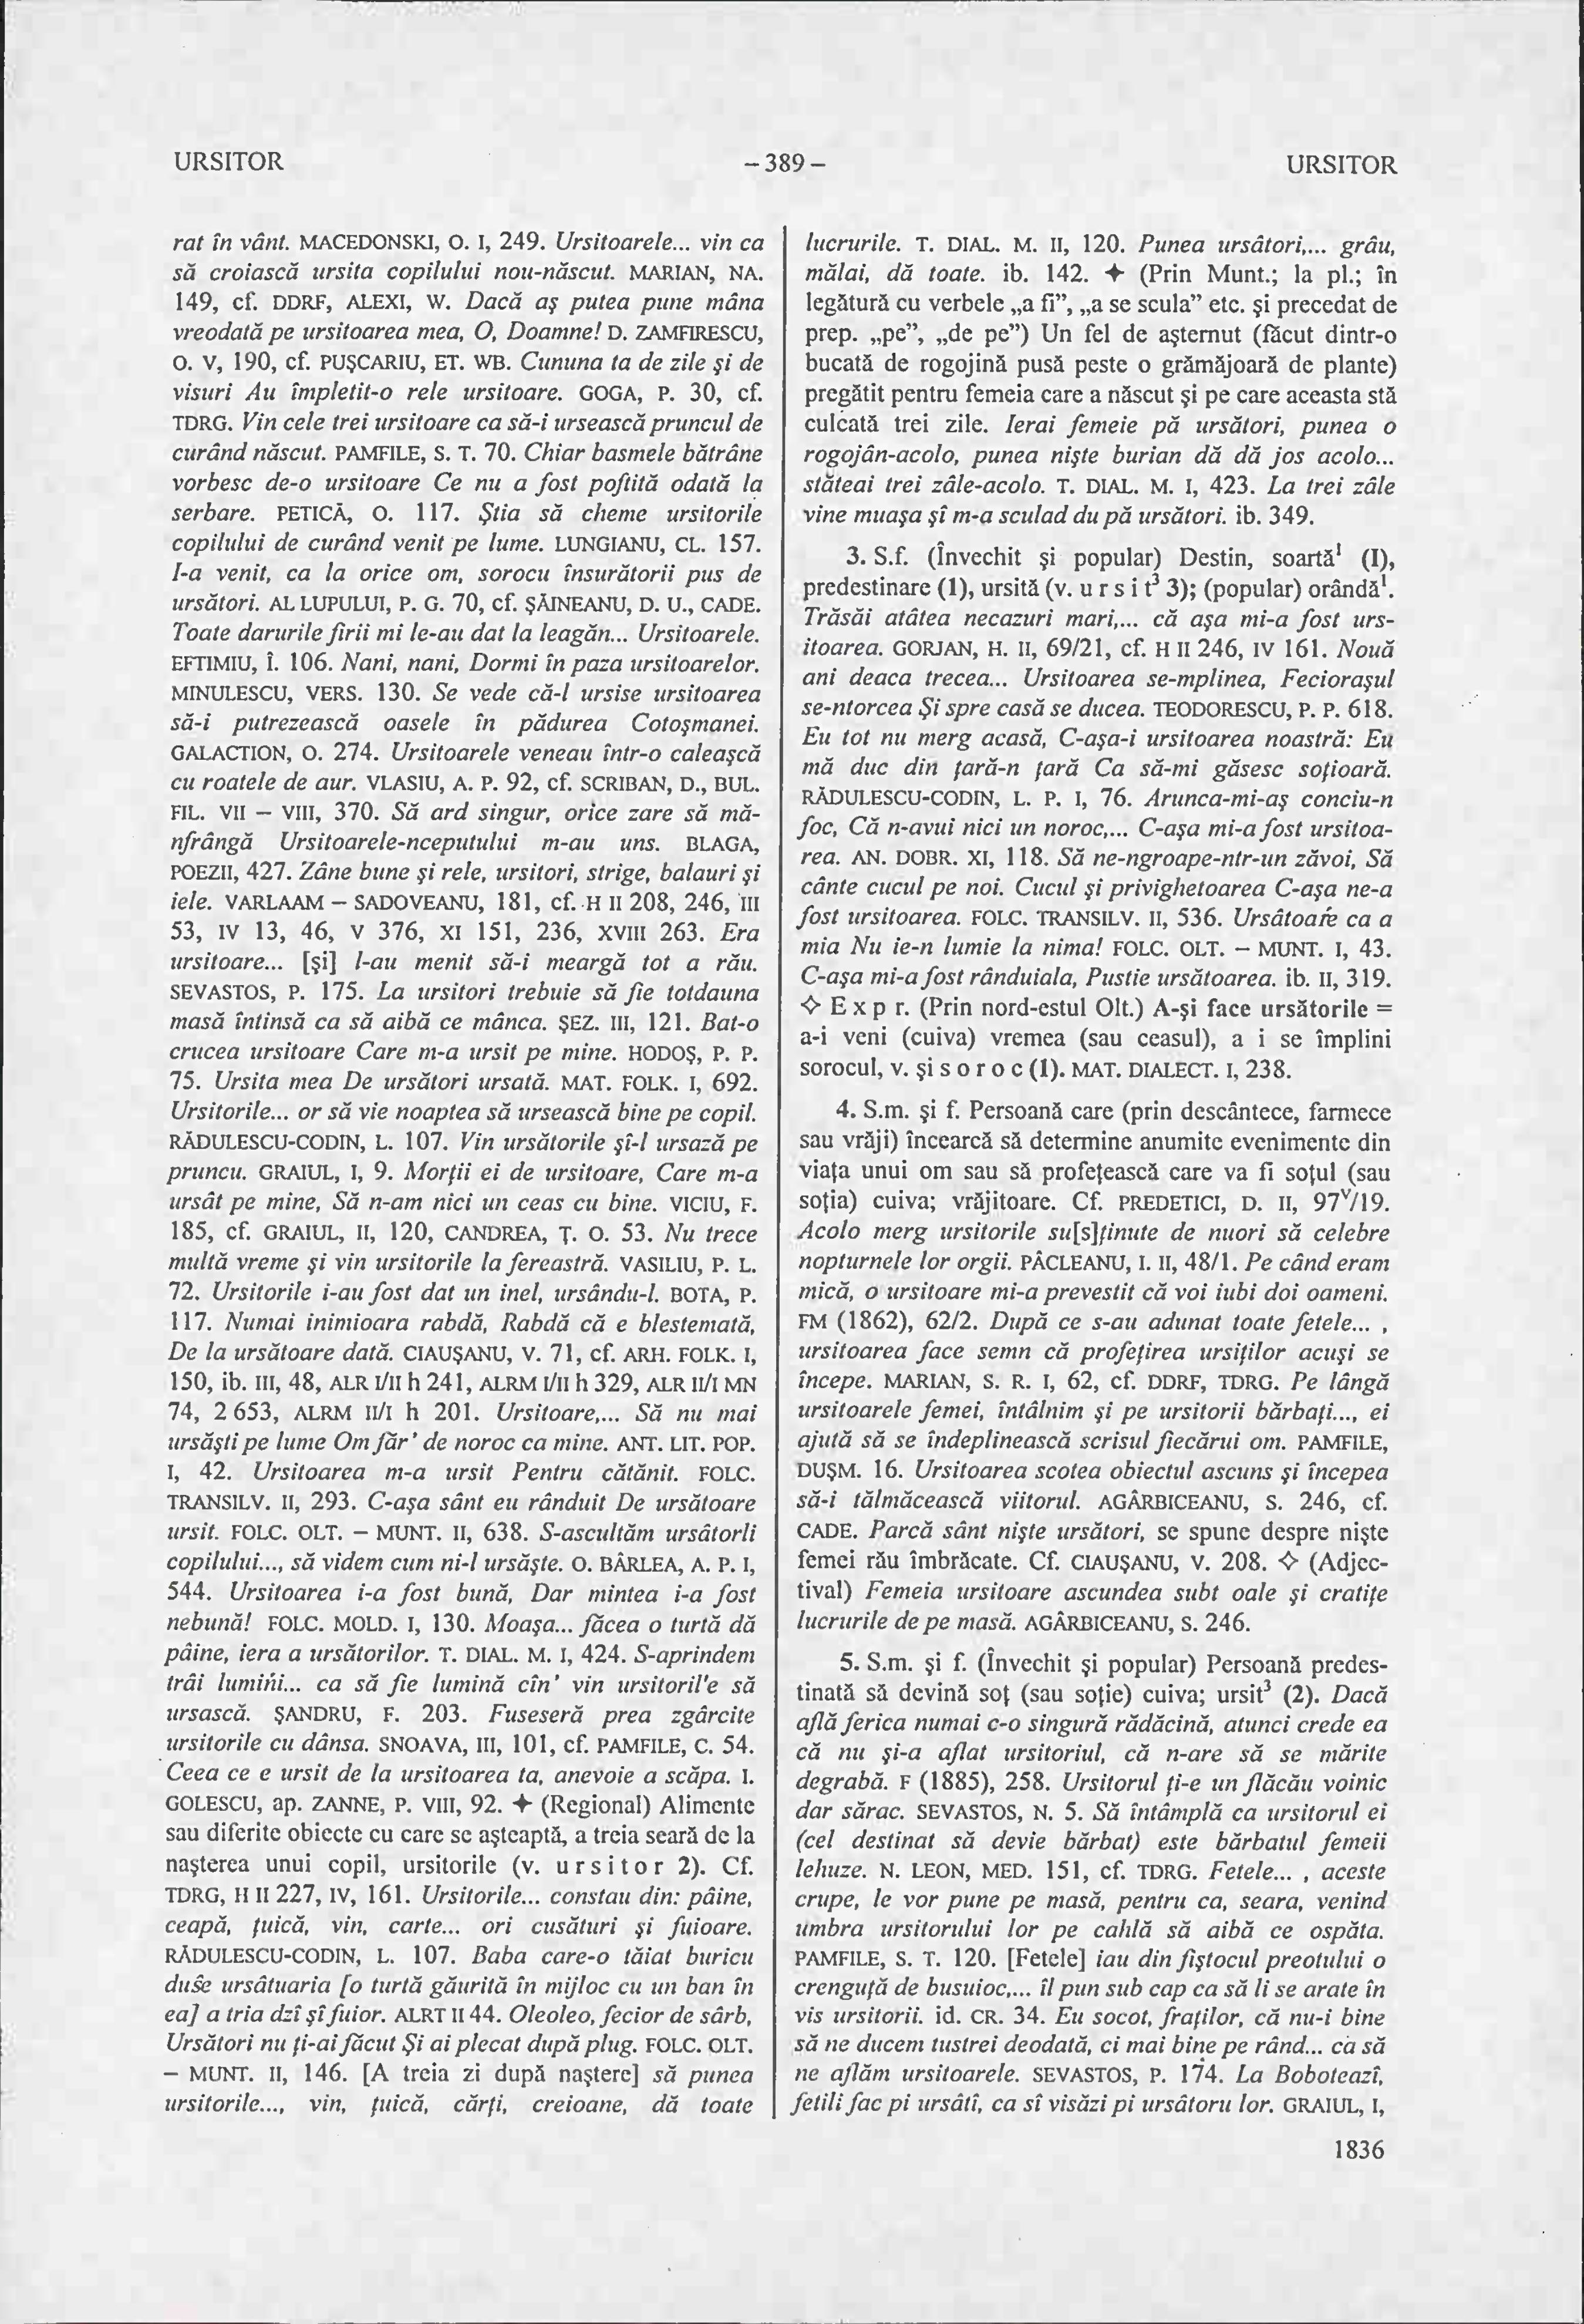 URSITOR
– 389 –
URSITOR
rat în vânt. MACEDONSKI, O. I, 249. Ursitoarele... vin ca
să croiască ursita copilului nou-născut. MARIAN, NA.
149, cf. DDRF, ALEXI, W. Dacă aş putea pune mâna
vreodată pe ursitoarea mea, O, Doamne! D. ZAMFIRESCU,
O. V, 190, cf. PUŞCARIU, ET. WB. Cununa ta de zile şi de
visuri Au împletit-o rele ursitoare. GOGA, P. 30, cf.
TDRG. Vin cele trei ursitoare ca să-i ursească pruncul de
curând născut. PAMFILE, S. T. 70. Chiar basmele bătrâne
vorbesc de-o ursitoare Ce nu a fost poftită odată la
serbare. PETICĂ, O. 117. Ştia să cheme ursitorile
copilului de curând venit pe lume. LUNGIANU, CL. 157.
I-a venit, ca la orice om, sorocu însurătorii pus de
ursători. AL LUPULUI, P. G. 70, cf. ŞĂINEANU, D. U., CADE.
Toate darurile firii mi le-au dat la leagăn... Ursitoarele.
EFTIMIU, Î. 106. Nani, nani, Dormi în paza ursitoarelor.
MINULESCU, VERS. 130. Se vede că-l ursise ursitoarea
să-i putrezească oasele în pădurea Cotoşmanei.
GALACTION, O. 274. Ursitoarele veneau într-o caleaşcă
cu roatele de aur. VLASIU, A. P. 92, cf. SCRIBAN, D., BUL.
FIL. VII – VIII, 370. Să ard singur, orice zare să mă-
nfrângă Ursitoarele-nceputului m-au uns. BLAGA,
POEZII, 427. Zâne bune şi rele, ursitori, strige, balauri şi
iele. VARLAAM – SADOVEANU, 181, cf. H II 208, 246, III
53, IV 13, 46, V 376, XI 151, 236, XVIII 263. Era
ursitoare... [şi] l-au menit să-i meargă tot a rău.
SEVASTOS, P. 175. La ursitori trebuie să fie totdauna
masă întinsă ca să aibă ce mânca. ŞEZ. III, 121. Bat-o
crucea ursitoare Care m-a ursit pe mine. HODOŞ, P. P.
75. Ursita mea De ursători ursată. MAT. FOLK. I, 692.
Ursitorile... or să vie noaptea să ursească bine pe copil.
RĂDULESCU-CODIN, L. 107. Vin ursătorile şî-l ursază pe
pruncu. GRAIUL, I, 9. Morţii ei de ursitoare, Care m-a
ursât pe mine, Să n-am nici un ceas cu bine. VICIU, F.
185, cf. GRAIUL, II, 120, CANDREA, Ţ. O. 53. Nu trece
multă vreme şi vin ursitorile la fereastră. VASILIU, P. L.
72. Ursitorile i-au fost dat un inel, ursându-l. BOTA, P.
117. Numai inimioara rabdă, Rabdă că e blestemată,
De la ursătoare dată. CIAUŞANU, V. 71, cf. ARH. FOLK. I,
150, ib. III, 48, ALR I/II h 241, ALRM I/II h 329, ALR II/I MN
74, 2 653, ALRM II/I h 201. Ursitoare,... Să nu mai
ursăşti pe lume Om făr' de noroc ca mine. ANT. LIT. POP.
I, 42. Ursitoarea m-a ursit Pentru cătănit. FOLC.
TRANSILV. II, 293. C-aşa sânt eu rânduit De ursătoare
ursit. FOLC. OLT. – MUNT. II, 638. S-ascultăm ursătorli
copilului..., să videm cum ni-l ursăşte. O. BÂRLEA, A. P. I,
544. Ursitoarea i-a fost bună, Dar mintea i-a fost
nebună! FOLC. MOLD. I, 130. Moaşa... făcea o turtă dă
pâine, iera a ursătorilor. T. DIAL. M. I, 424. S-aprindem
trâi lumińi... ca să fie lumină cîn' vin ursitoril'e să
ursască. ŞANDRU, F. 203. Fuseseră prea zgârcite
ursitorile cu dânsa. SNOAVA, III, 101, cf. PAMFILE, C. 54.
Ceea ce e ursit de la ursitoarea ta, anevoie a scăpa. I.
GOLESCU, ap. ZANNE, P. VIII, 92. ✦ (Regional) Alimente
sau diferite obiecte cu care se aşteaptă, a treia seară de la
naşterea unui copil, ursitorile (v. u r s i t o r 2). Cf.
TDRG, H II 227, IV, 161. Ursitorile... constau din: pâine,
ceapă, ţuică, vin, carte... ori cusături şi fuioare.
RĂDULESCU-CODIN, L. 107. Baba care-o tăiat buricu
duśe ursâtuaria [o turtă găurită în mijloc cu un ban în
ea] a tria dzî şî fuior. ALRT II 44. Oleoleo, fecior de sârb,
Ursători nu ţi-ai făcut Şi ai plecat după plug. FOLC. OLT.
– MUNT. II, 146. [A treia zi după naştere] să punea
ursitorile..., vin, ţuică, cărţi, creioane, dă toate
lucrurile. T. DIAL. M. II, 120. Punea ursâtori,... grâu,
mălai, dă toate. ib. 142. ✦ (Prin Munt.; la pl.; în
legătură cu verbele „a fi”, „a se scula” etc. şi precedat de
prep. „pe”, „de pe”) Un fel de aşternut (făcut dintr-o
bucată de rogojină pusă peste o grămăjoară de plante)
pregătit pentru femeia care a născut şi pe care aceasta stă
culcată trei zile. Ierai femeie pă ursători, punea o
rogojân-acolo, punea nişte burian dă dă jos acolo...
stăteai trei zâle-acolo. T. DIAL. M. I, 423. La trei zâle
vine muaşa şî m-a sculad du pă ursători. ib. 349.
3. S.f. (Învechit şi popular) Destin, soartă¹ (I),
predestinare (1), ursită (v. u r s i t³ 3); (popular) orândă¹.
Trăsăi atâtea necazuri mari,... că aşa mi-a fost urs-
itoarea. GORJAN, H. II, 69/21, cf. H II 246, IV 161. Nouă
ani deaca trecea... Ursitoarea se-mplinea, Fecioraşul
se-ntorcea Şi spre casă se ducea. TEODORESCU, P. P. 618.
Eu tot nu merg acasă, C-aşa-i ursitoarea noastră: Eu
mă duc din ţară-n ţară Ca să-mi găsesc soţioară.
RĂDULESCU-CODIN, L. P. I, 76. Arunca-mi-aş conciu-n
foc, Că n-avui nici un noroc,... C-aşa mi-a fost ursitoa-
rea. AN. DOBR. XI, 118. Să ne-ngroape-ntr-un zăvoi, Să
cânte cucul pe noi. Cucul şi privighetoarea C-aşa ne-a
fost ursitoarea. FOLC. TRANSILV. II, 536. Ursâtoaŕe ca a
mia Nu ie-n lumie la nima! FOLC. OLT. – MUNT. I, 43.
C-aşa mi-a fost rânduiala, Pustie ursătoarea. ib. II, 319.
◇ E x p r. (Prin nord-estul Olt.) A-şi face ursătorile =
a-i veni (cuiva) vremea (sau ceasul), a i se împlini
sorocul, v. şi s o r o c (1). MAT. DIALECT. I, 238.
4. S.m. şi f. Persoană care (prin descântece, farmece
sau vrăji) încearcă să determine anumite evenimente din
viaţa unui om sau să profeţească care va fi soţul (sau
soţia) cuiva; vrăjitoare. Cf. PREDETICI, D. II, 97ᵛ/19.
Acolo merg ursitorile su[s]ţinute de nuori să celebre
nopturnele lor orgii. PÂCLEANU, I. II, 48/1. Pe când eram
mică, o ursitoare mi-a prevestit că voi iubi doi oameni.
FM (1862), 62/2. După ce s-au adunat toate fetele... ,
ursitoarea face semn că profeţirea ursiţilor acuşi se
începe. MARIAN, S. R. I, 62, cf. DDRF, TDRG. Pe lângă
ursitoarele femei, întâlnim şi pe ursitorii bărbaţi..., ei
ajută să se îndeplinească scrisul fiecărui om. PAMFILE,
DUŞM. 16. Ursitoarea scotea obiectul ascuns şi începea
să-i tălmăcească viitorul. AGÂRBICEANU, S. 246, cf.
CADE. Parcă sânt nişte ursători, se spune despre nişte
femei rău îmbrăcate. Cf. CIAUŞANU, V. 208. ◇ (Adjec-
tival) Femeia ursitoare ascundea subt oale şi cratiţe
lucrurile de pe masă. AGÂRBICEANU, S. 246.
5. S.m. şi f. (Învechit şi popular) Persoană predes-
tinată să devină soţ (sau soţie) cuiva; ursit³ (2). Dacă
află ferica numai c-o singură rădăcină, atunci crede ea
că nu şi-a aflat ursitoriul, că n-are să se mărite
degrabă. F (1885), 258. Ursitorul ţi-e un flăcău voinic
dar sărac. SEVASTOS, N. 5. Să întâmplă ca ursitorul ei
(cel destinat să devie bărbat) este bărbatul femeii
lehuze. N. LEON, MED. 151, cf. TDRG. Fetele... , aceste
crupe, le vor pune pe masă, pentru ca, seara, venind
umbra ursitorului lor pe cahlă să aibă ce ospăta.
PAMFILE, S. T. 120. [Fetele] iau din fiştocul preotului o
crenguţă de busuioc,... îl pun sub cap ca să li se arate în
vis ursitorii. id. CR. 34. Eu socot, fraţilor, că nu-i bine
să ne ducem tustrei deodată, ci mai bine pe rând... ca să
ne aflăm ursitoarele. SEVASTOS, P. 174. La Boboteazî,
fetili fac pi ursâti, ca sî visăzi pi ursâtoru lor. GRAIUL, I,
1836